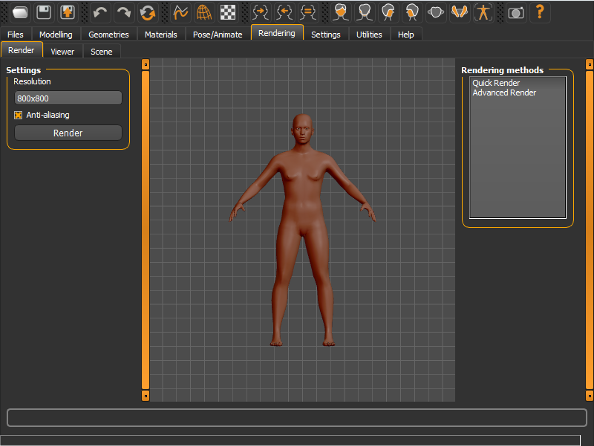 Files Modelling Geometries Materials Pose/Animate Rendering Settings Utilities Help
Render Viewer Scene
Settings
Resolution
800x800
Anti-aliasing
Render
Rendering methods
Quick Render
Advanced Render